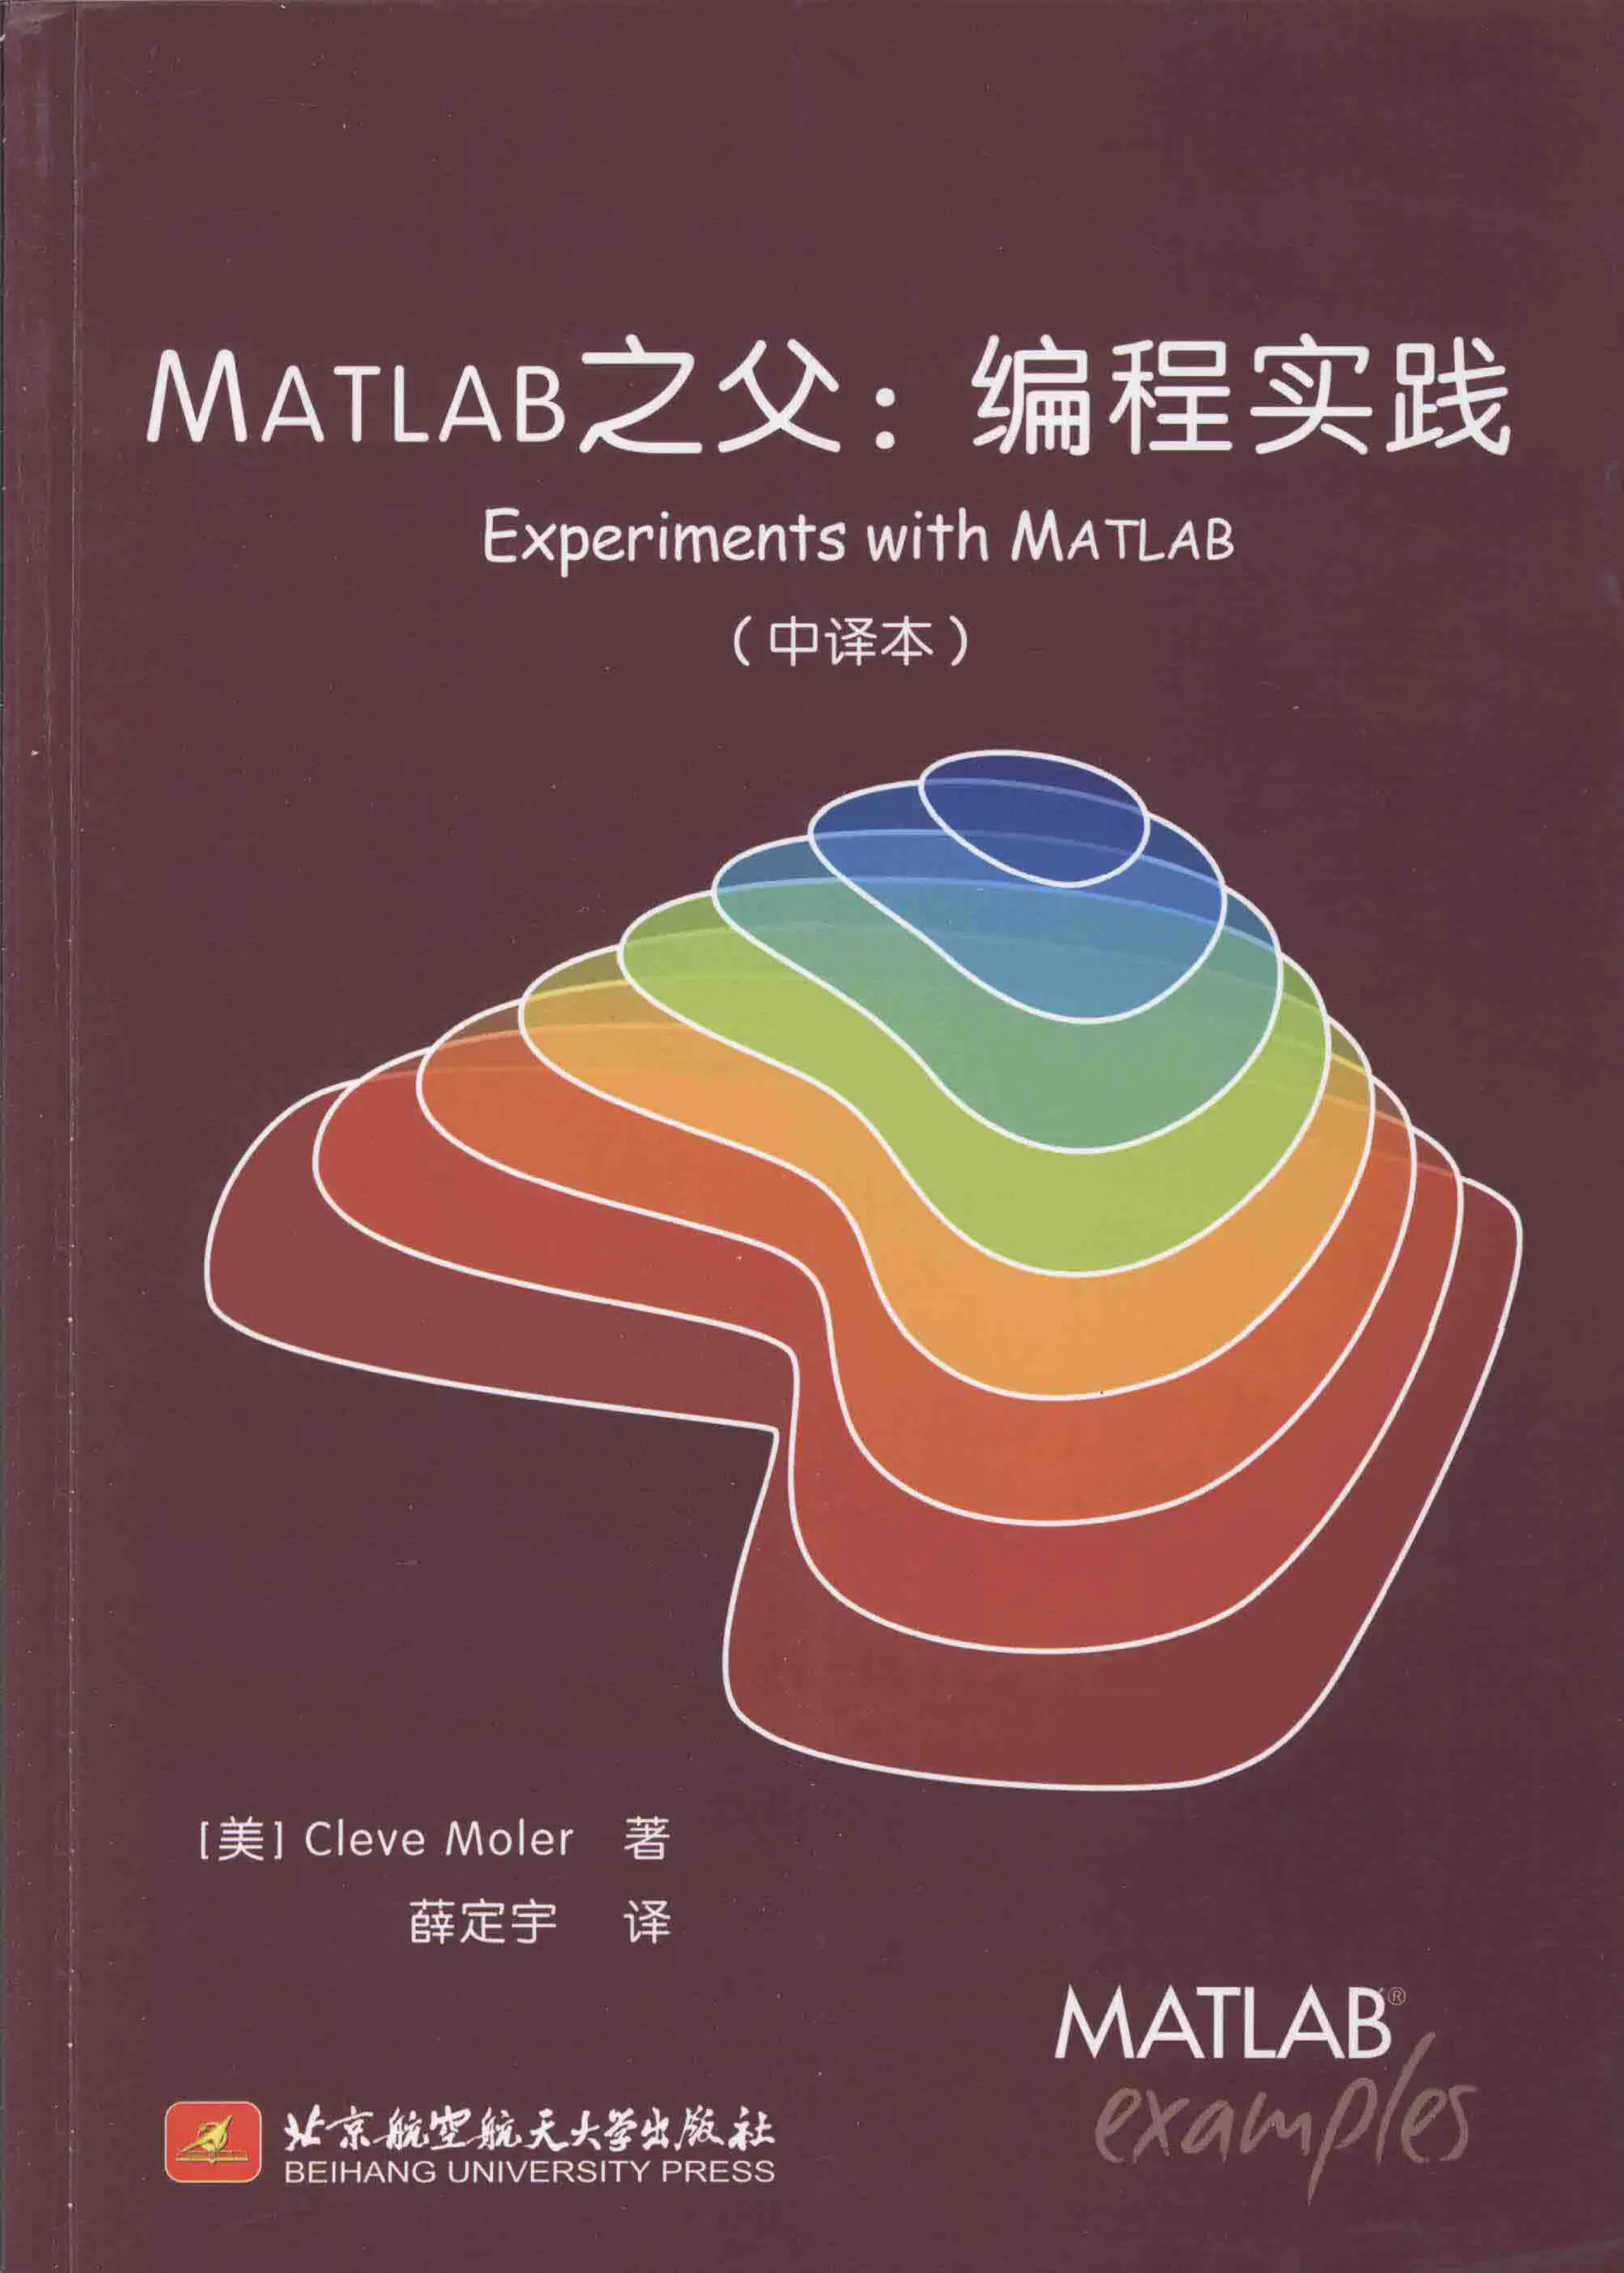 MATLAB之父：编程实践
Experiments with MATLAB
（中译本）
[美] Cleve Moler 著
薛定宇 译
MATLAB®
examples
北京航空航天大学出版社
BEIHANG UNIVERSITY PRESS